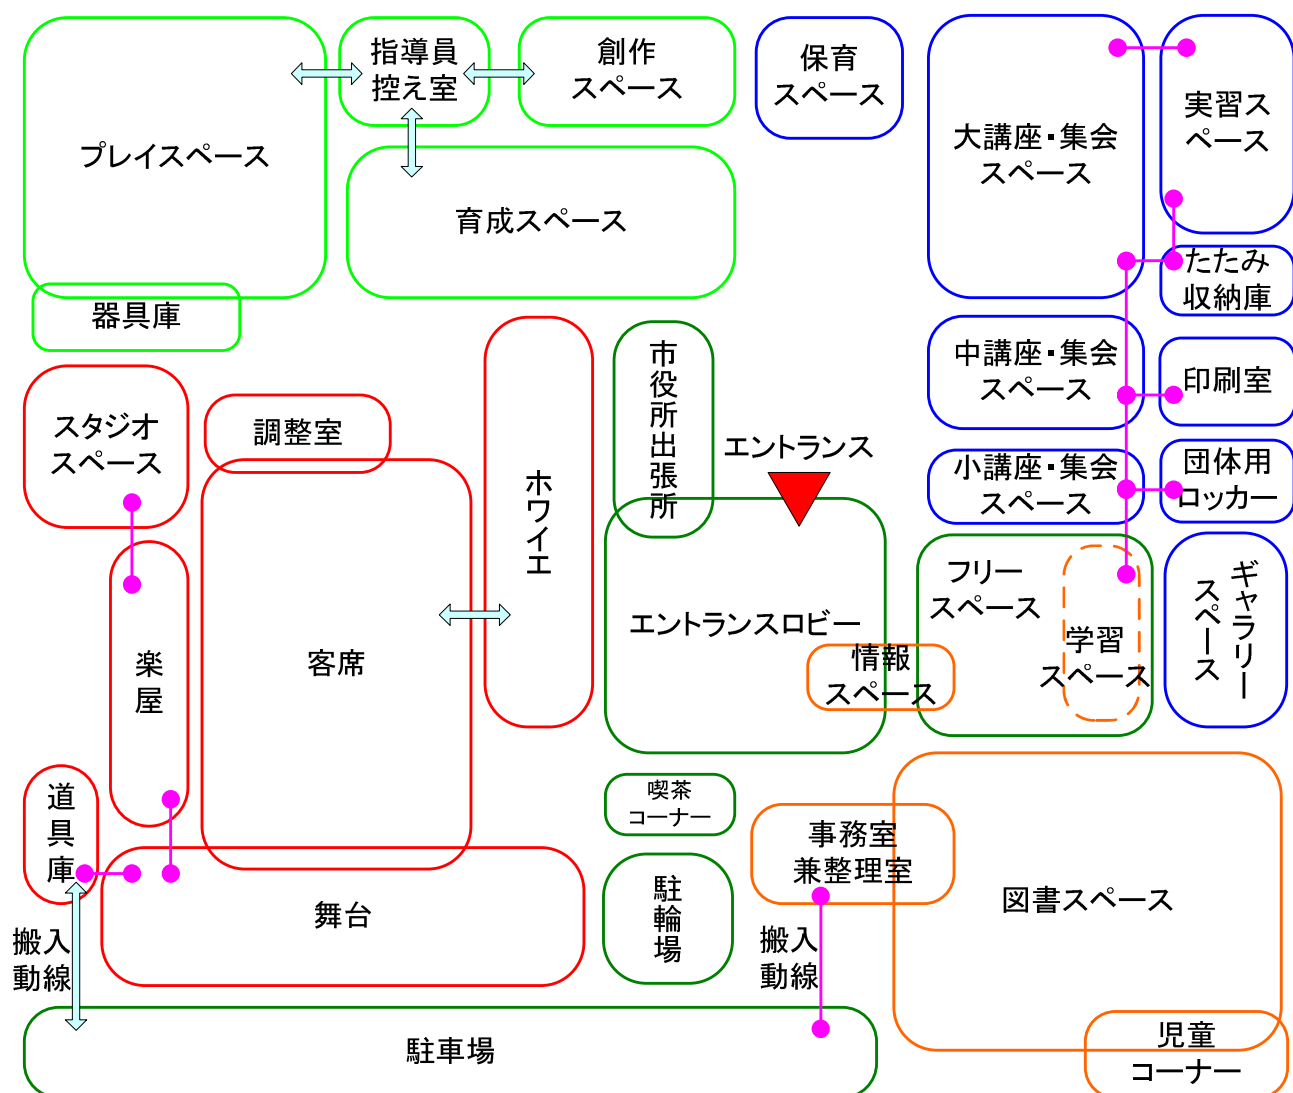 プレイスペース
指導員
控え室
創作
スペース
保育
スペース
大講座・集会
スペース
実習ス
ペース
育成スペース
器具庫
たたみ
収納庫
中講座・集会
スペース
印刷室
小講座・集会
スペース
団体用
ロッカー
スタジオ
スペース
調整室
ホワイエ
市役所出張所
エントランス
エントランスロビー
フリー
スペース
学習
スペース
ギャラリー
スペース
情報
スペース
楽屋
客席
道具庫
舞台
喫茶
コーナー
事務室
兼整理室
駐輪場
図書スペース
搬入
動線
搬入
動線
駐車場
児童
コーナー